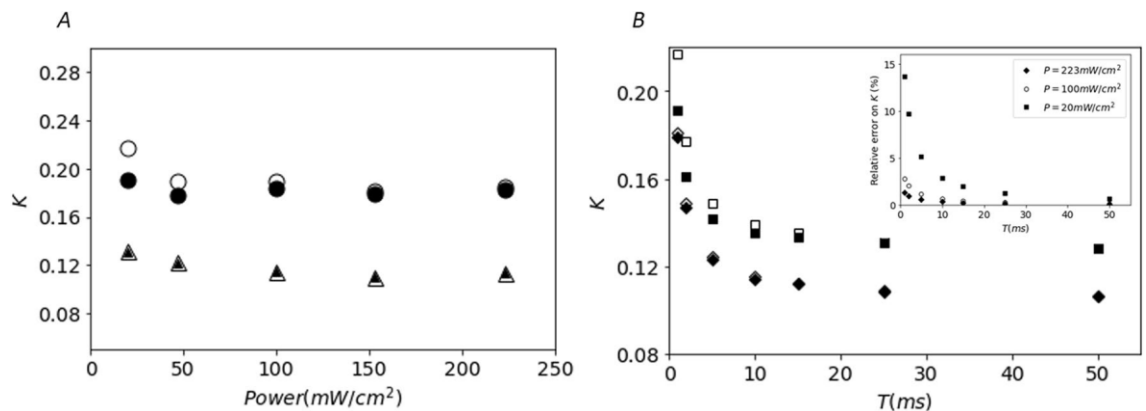 A
0.28
0.24
0.20
0.16
0.12
0.08
K
0 50 100 150 200 250
Power(mW/cm²)
B
0.20
0.16
0.12
0.08
K
0 10 20 30 40 50
T(ms)
15
10
5
0
Relative error on K (%)
P = 223mW/cm²
P = 100mW/cm²
P = 20mW/cm²
0 10 20 30 40 50
T(ms)